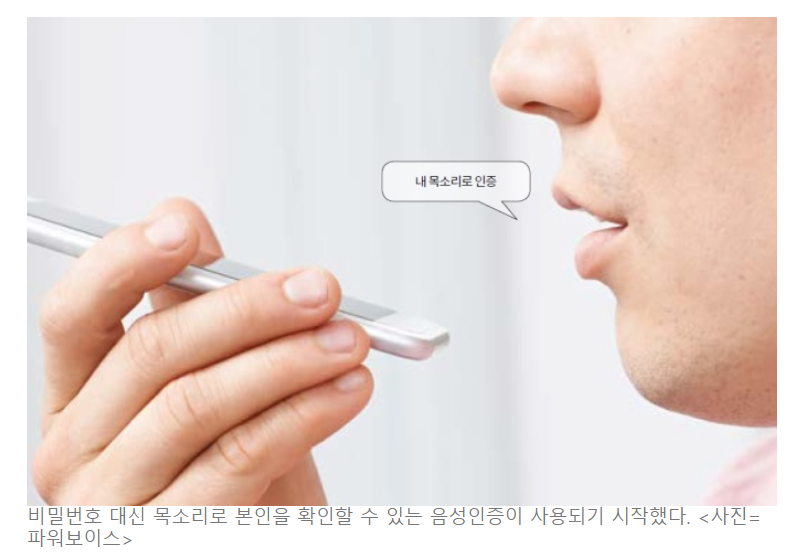 내 목소리로 인증
비밀번호 대신 목소리로 본인을 확인할 수 있는 음성인증이 사용되기 시작했다. <사진=
파워보이스>